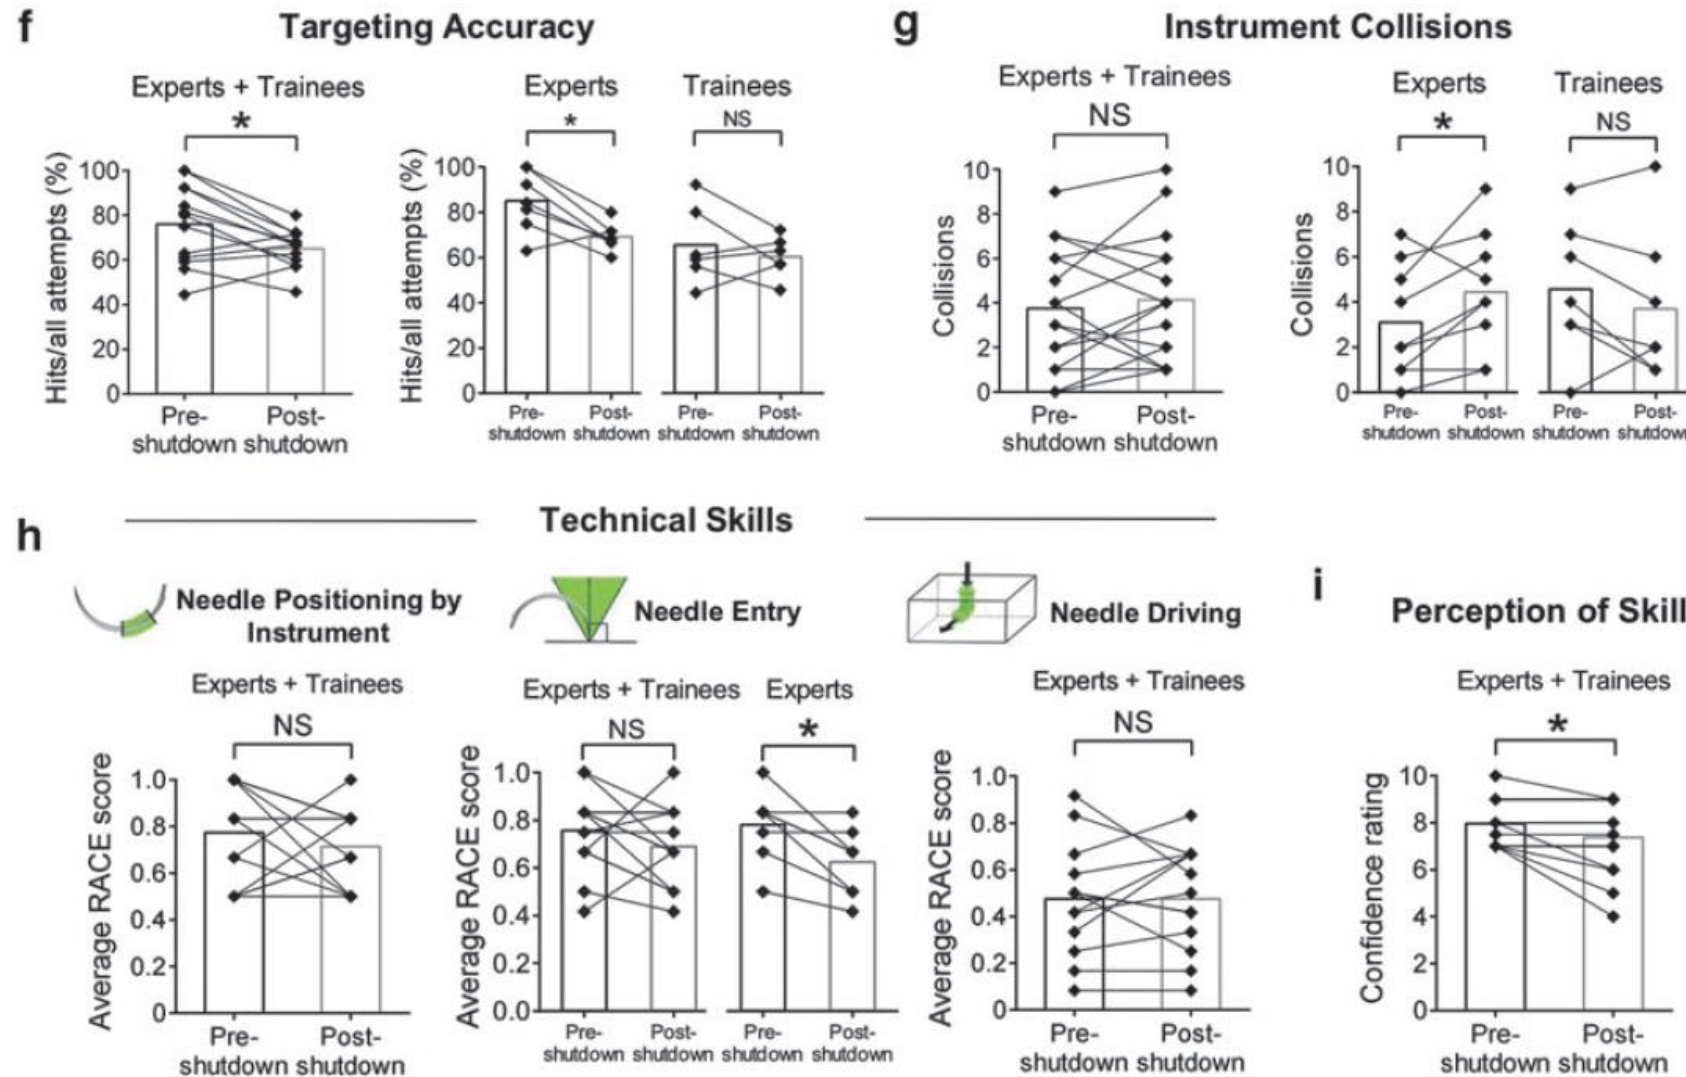 f
Targeting Accuracy
Experts + Trainees
*
Hits/all attempts (%)
100
80
60
40
20
0
Pre-
shutdown
Post-
shutdown
Experts
*
Trainees
NS
Hits/all attempts (%)
100
80
60
40
20
0
Pre-
shutdown
Post-
shutdown
Pre-
shutdown
Post-
shutdown
g
Instrument Collisions
Experts + Trainees
NS
Collisions
10
8
6
4
2
0
Pre-
shutdown
Post-
shutdown
Experts
*
Trainees
NS
Collisions
10
8
6
4
2
0
Pre-
shutdown
Post-
shutdown
Pre-
shutdown
Post-
shutdown
h
Technical Skills
Needle Positioning by
Instrument
Experts + Trainees
NS
Average RACE score
1.0
0.8
0.6
0.4
0.2
0
Pre-
shutdown
Post-
shutdown
Needle Entry
Experts + Trainees
NS
Experts
*
Average RACE score
1.0
0.8
0.6
0.4
0.2
0.0
Pre-
shutdown
Post-
shutdown
Pre-
shutdown
Post-
shutdown
Needle Driving
Experts + Trainees
NS
Average RACE score
1.0
0.8
0.6
0.4
0.2
0
Pre-
shutdown
Post-
shutdown
i
Perception of Skill
Experts + Trainees
*
Confidence rating
10
8
6
4
2
0
Pre-
shutdown
Post-
shutdown